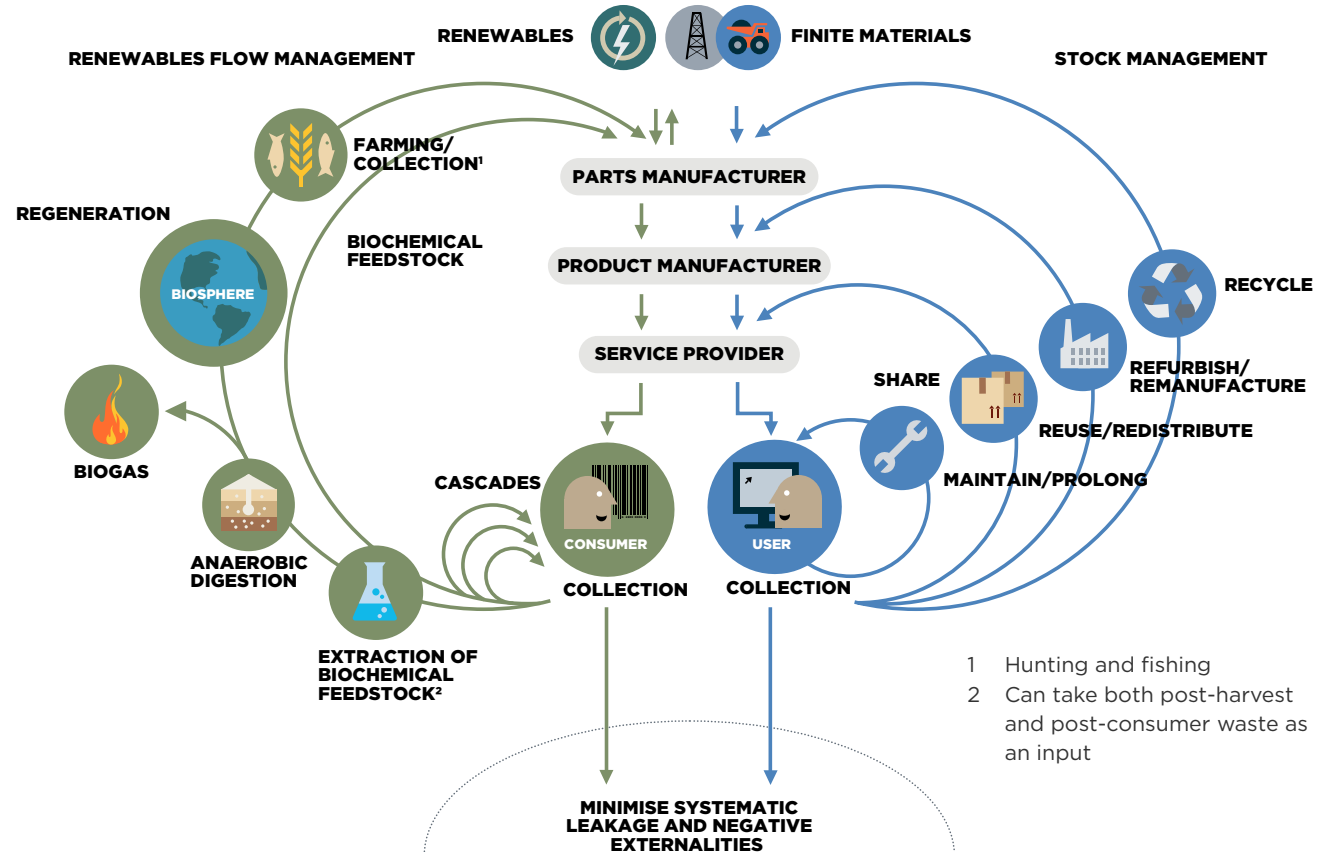 RENEWABLES
FINITE MATERIALS
RENEWABLES FLOW MANAGEMENT
STOCK MANAGEMENT
FARMING/
COLLECTION¹
PARTS MANUFACTURER
REGENERATION
BIOCHEMICAL
FEEDSTOCK
PRODUCT MANUFACTURER
BIOSPHERE
RECYCLE
SERVICE PROVIDER
SHARE
REFURBISH/
REMANUFACTURE
REUSE/REDISTRIBUTE
BIOGAS
CASCADES
MAINTAIN/PROLONG
CONSUMER
USER
ANAEROBIC
DIGESTION
COLLECTION
COLLECTION
EXTRACTION OF
BIOCHEMICAL
FEEDSTOCK²
1 Hunting and fishing
2 Can take both post-harvest
and post-consumer waste as
an input
MINIMISE SYSTEMATIC
LEAKAGE AND NEGATIVE
EXTERNALITIES